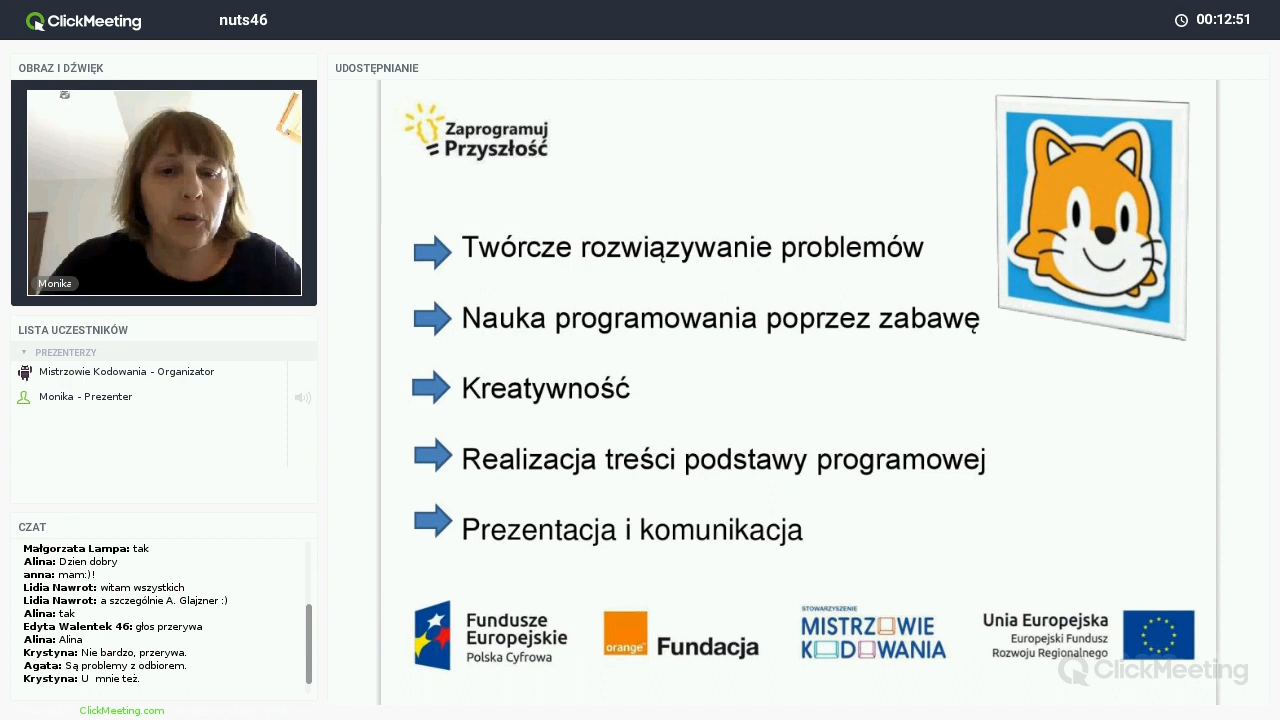 ClickMeeting
nuts46
00:12:51
OBRAZ I DŹWIĘK
Monika
LISTA UCZESTNIKÓW
PREZENTERZY
Mistrzowie Kodowania - Organizator
Monika - Prezenter
CZAT
Małgorzata Lampa: tak
Alina: Dzien dobry
anna: mam:)!
Lidia Nawrot: witam wszystkich
Lidia Nawrot: a szczególnie A. Glajzner :)
Alina: tak
Edyta Walentek 46: głos przerywa
Alina: Alina
Krystyna: Nie bardzo, przerywa
Agata: Są problemy z odbiorem.
Krystyna: U mnie też.
ClickMeeting.com
UDOSTĘPNIANIE
Zaprogramuj
Przyszłość
Twórcze rozwiązywanie problemów
Nauka programowania poprzez zabawę
Kreatywność
Realizacja treści podstawy programowej
Prezentacja i komunikacja
Fundusze
Europejskie
Polska Cyfrowa
orange
Fundacja
STOWARZYSZENIE
MISTRZOWIE
KODOWANIA
Unia Europejska
Europejski Fundusz
Rozwoju Regionalnego
ClickMeeting